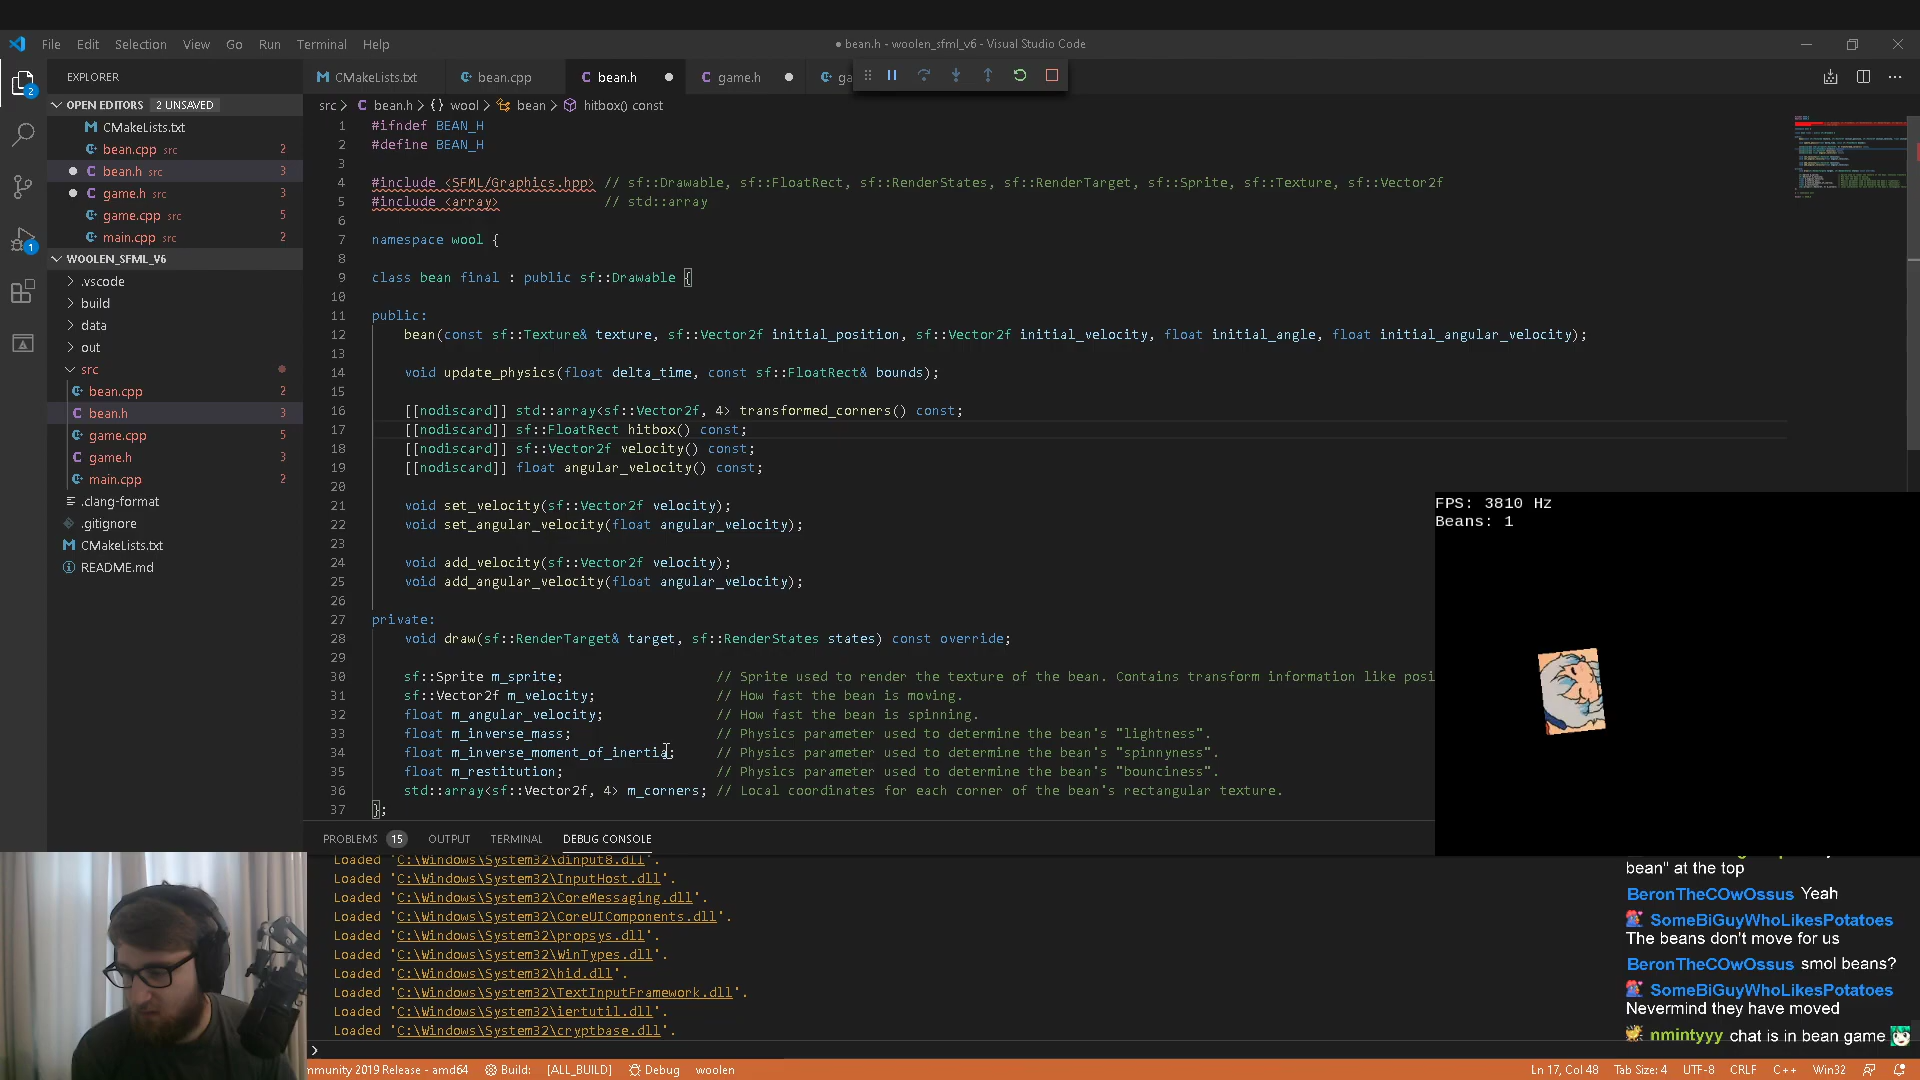 File Edit Selection View Go Run Terminal Help
● bean.h - woolen_sfml_v6 - Visual Studio Code
EXPLORER
CMakeLists.txt
bean.cpp
bean.h
game.h
OPEN EDITORS 2 UNSAVED
CMakeLists.txt
bean.cpp src 2
bean.h src 3
game.h src 3
game.cpp src 5
main.cpp src 2
WOOLEN_SFML_V6
.vscode
build
data
out
src
bean.cpp 2
bean.h 3
game.cpp 5
game.h 3
main.cpp 2
.clang-format
.gitignore
CMakeLists.txt
README.md
2
1
src > bean.h > {} wool > bean > hitbox() const
1 #ifndef BEAN_H
2 #define BEAN_H
3
4 #include <SFML/Graphics.hpp> // sf::Drawable, sf::FloatRect, sf::RenderStates, sf::RenderTarget, sf::Sprite, sf::Texture, sf::Vector2f
5 #include <array> // std::array
6
7 namespace wool {
8
9 class bean final : public sf::Drawable {
10
11 public:
12 bean(const sf::Texture& texture, sf::Vector2f initial_position, sf::Vector2f initial_velocity, float initial_angle, float initial_angular_velocity);
13
14 void update_physics(float delta_time, const sf::FloatRect& bounds);
15
16 [[nodiscard]] std::array<sf::Vector2f, 4> transformed_corners() const;
17 [[nodiscard]] sf::FloatRect hitbox() const;
18 [[nodiscard]] sf::Vector2f velocity() const;
19 [[nodiscard]] float angular_velocity() const;
20
21 void set_velocity(sf::Vector2f velocity);
22 void set_angular_velocity(float angular_velocity);
23
24 void add_velocity(sf::Vector2f velocity);
25 void add_angular_velocity(float angular_velocity);
26
27 private:
28 void draw(sf::RenderTarget& target, sf::RenderStates states) const override;
29
30 sf::Sprite m_sprite; // Sprite used to render the texture of the bean. Contains transform information like posi
31 sf::Vector2f m_velocity; // How fast the bean is moving.
32 float m_angular_velocity; // How fast the bean is spinning.
33 float m_inverse_mass; // Physics parameter used to determine the bean's "lightness".
34 float m_inverse_moment_of_inertia; // Physics parameter used to determine the bean's "spinnyness".
35 float m_restitution; // Physics parameter used to determine the bean's "bounciness".
36 std::array<sf::Vector2f, 4> m_corners; // Local coordinates for each corner of the bean's rectangular texture.
37 };
FPS: 3810 Hz
Beans: 1
PROBLEMS 15 OUTPUT TERMINAL DEBUG CONSOLE
Loaded 'C:\Windows\System32\dinput8.dll'.
Loaded 'C:\Windows\System32\InputHost.dll'.
Loaded 'C:\Windows\System32\CoreMessaging.dll'.
Loaded 'C:\Windows\System32\CoreUIComponents.dll'.
Loaded 'C:\Windows\System32\propsys.dll'.
Loaded 'C:\Windows\System32\WinTypes.dll'.
Loaded 'C:\Windows\System32\hid.dll'.
Loaded 'C:\Windows\System32\TextInputFramework.dll'.
Loaded 'C:\Windows\System32\iertutil.dll'.
Loaded 'C:\Windows\System32\cryptbase.dll'.
bean" at the top
BeronTheCOwOssus Yeah
SomeBiGuyWhoLikesPotatoes
The beans don't move for us
BeronTheCOwOssus smol beans?
SomeBiGuyWhoLikesPotatoes
Nevermind they have moved
nmintyyy chat is in bean game
mmunity 2019 Release - amd64 Build: [ALL_BUILD] Debug woolen
Ln 17, Col 48 Tab Size: 4 UTF-8 CRLF C++ Win32